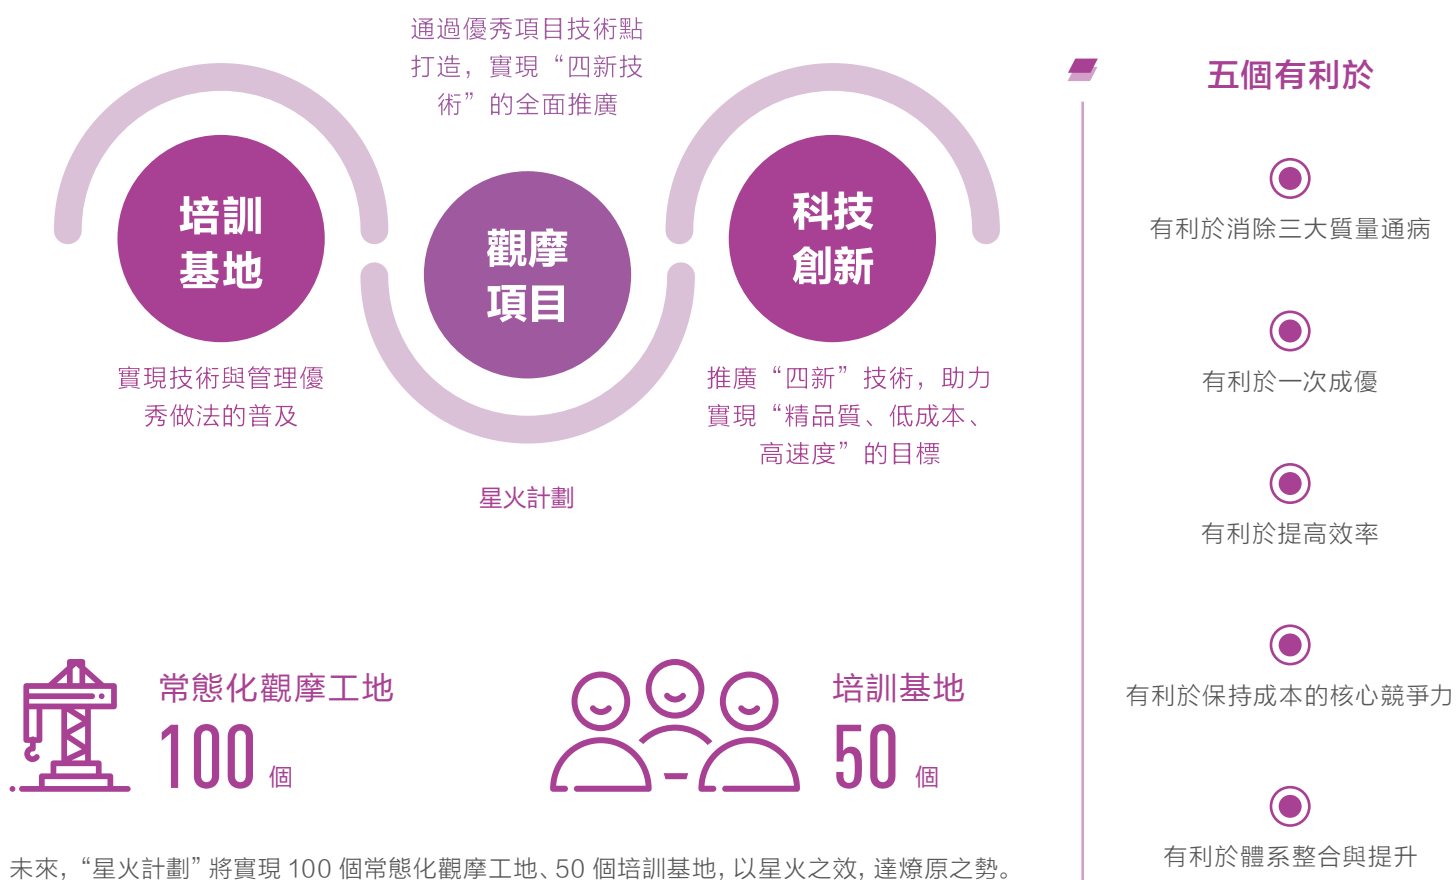 通過優秀項目技術點
打造，實現“四新技
術”的全面推廣
培訓
基地
觀摩
項目
科技
創新
實現技術與管理優
秀做法的普及
推廣“四新”技術，助力
實現“精品質、低成本、
高速度”的目標
星火計劃
常態化觀摩工地
100 個
培訓基地
50 個
未來，“星火計劃”將實現 100 個常態化觀摩工地、50 個培訓基地，以星火之效，達燎原之勢。
五個有利於
有利於消除三大質量通病
有利於一次成優
有利於提高效率
有利於保持成本的核心競爭力
有利於體系整合與提升